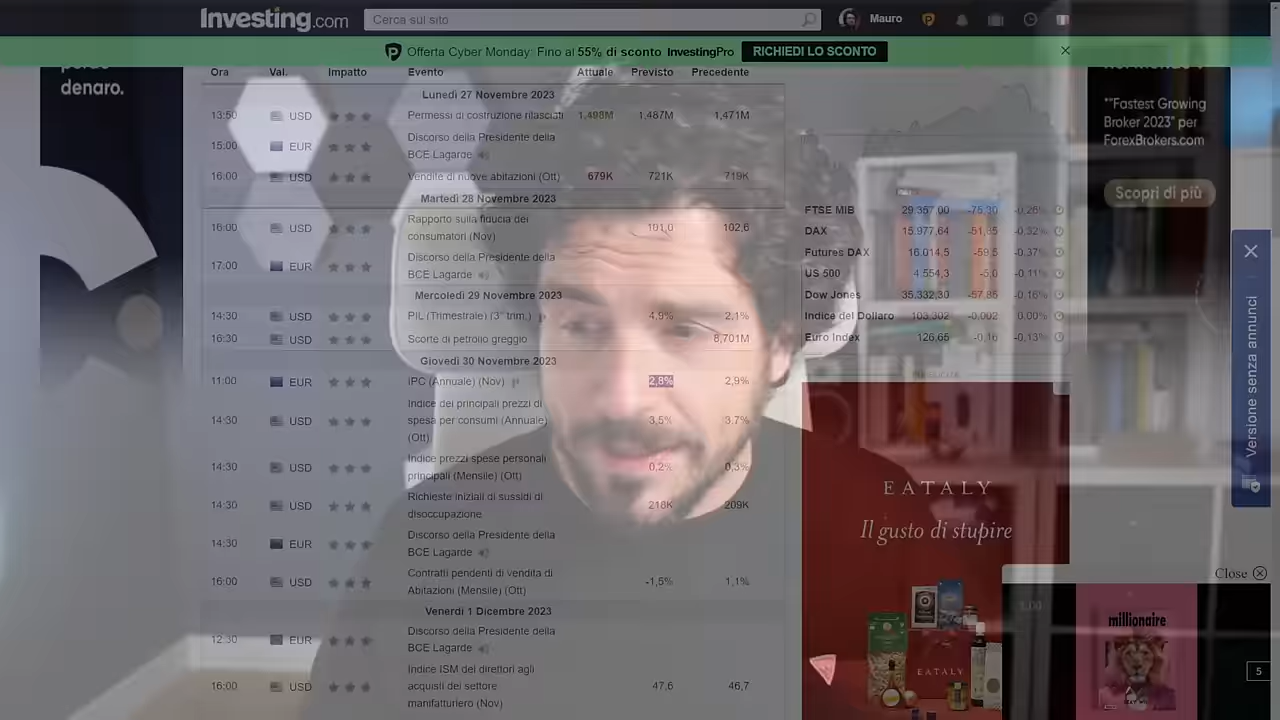 Investing.com
Cerca sul sito
Mauro
Offerta Cyber Monday: Fino al 55% di sconto InvestingPro
RICHIEDI LO SCONTO
denaro.
Ora Val. Impatto Evento Attuale Previsto Precedente
Lunedì 27 Novembre 2023
13:50 USD Permessi di costruzione rilasciati 1,498M 1,487M 1,471M
15:00 EUR Discorso della Presidente della
BCE Lagarde
16:00 USD Vendite di nuove abitazioni (Ott) 679K 721K 719K
Martedì 28 Novembre 2023
16:00 USD Rapporto sulla fiducia dei
consumatori (Nov) 101,0 102,6
17:00 EUR Discorso della Presidente della
BCE Lagarde
Mercoledì 29 Novembre 2023
14:30 USD PIL (Trimestrale) (3° trim.) 4,9% 2,1%
16:30 USD Scorte di petrolio greggio 8,701M
Giovedì 30 Novembre 2023
11:00 EUR IPC (Annuale) (Nov) 2,8% 2,9%
14:30 USD Indice dei principali prezzi di
spesa per consumi (Annuale)
(Ott) 3,5% 3,7%
14:30 USD Indice prezzi spese personali
principali (Mensile) (Ott) 0,2% 0,3%
14:30 USD Richieste iniziali di sussidi di
disoccupazione 218K 209K
14:30 EUR Discorso della Presidente della
BCE Lagarde
16:00 USD Contratti pendenti di vendita di
Abitazioni (Mensile) (Ott) -1,5% 1,1%
Venerdì 1 Dicembre 2023
12:30 EUR Discorso della Presidente della
BCE Lagarde
16:00 USD Indice ISM dei direttori agli
acquisti del settore
manifatturiero (Nov) 47,6 46,7
FTSE MIB 29.357,00 -75,30 -0,26%
DAX 15.977,64 -51,85 -0,32%
Futures DAX 16.014,5 -59,5 -0.37%
US 500 4.554,3 -5,0 -0.11%
Dow Jones 35.332,30 -57,85 -0,16%
Indice del Dollaro 103,302 -0,002 0,00%
Euro Index 126,65 -0,16 -0,13%
""Fastest Growing
Broker 2023" per
ForexBrokers.com
Scopri di più
Versione senza annunci
EATALY
Il gusto di stupire
EATALY
Close
millionaire
5